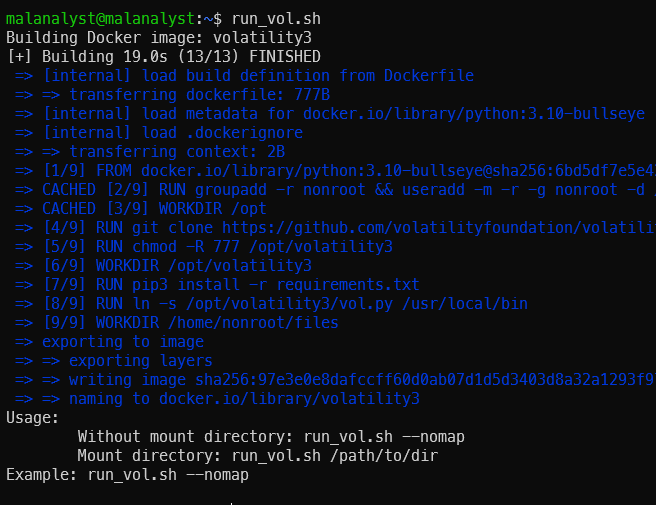 malanalyst@malanalyst:~$ run_vol.sh
Building Docker image: volatility3
[+] Building 19.0s (13/13) FINISHED
=> [internal] load build definition from Dockerfile
=> => transferring dockerfile: 777B
=> [internal] load metadata for docker.io/library/python:3.10-bullseye
=> [internal] load .dockerignore
=> => transferring context: 2B
=> [1/9] FROM docker.io/library/python:3.10-bullseye@sha256:6bd5df7e5e4
=> CACHED [2/9] RUN groupadd -r nonroot && useradd -m -r -g nonroot -d
=> CACHED [3/9] WORKDIR /opt
=> [4/9] RUN git clone https://github.com/volatilityfoundation/volatili
=> [5/9] RUN chmod -R 777 /opt/volatility3
=> [6/9] WORKDIR /opt/volatility3
=> [7/9] RUN pip3 install -r requirements.txt
=> [8/9] RUN ln -s /opt/volatility3/vol.py /usr/local/bin
=> [9/9] WORKDIR /home/nonroot/files
=> exporting to image
=> => exporting layers
=> => writing image sha256:97e3e0e8dafccff60d0ab07d1d5d3403d8a32a1293f9
=> => naming to docker.io/library/volatility3
Usage:
Without mount directory: run_vol.sh --nomap
Mount directory: run_vol.sh /path/to/dir
Example: run_vol.sh --nomap